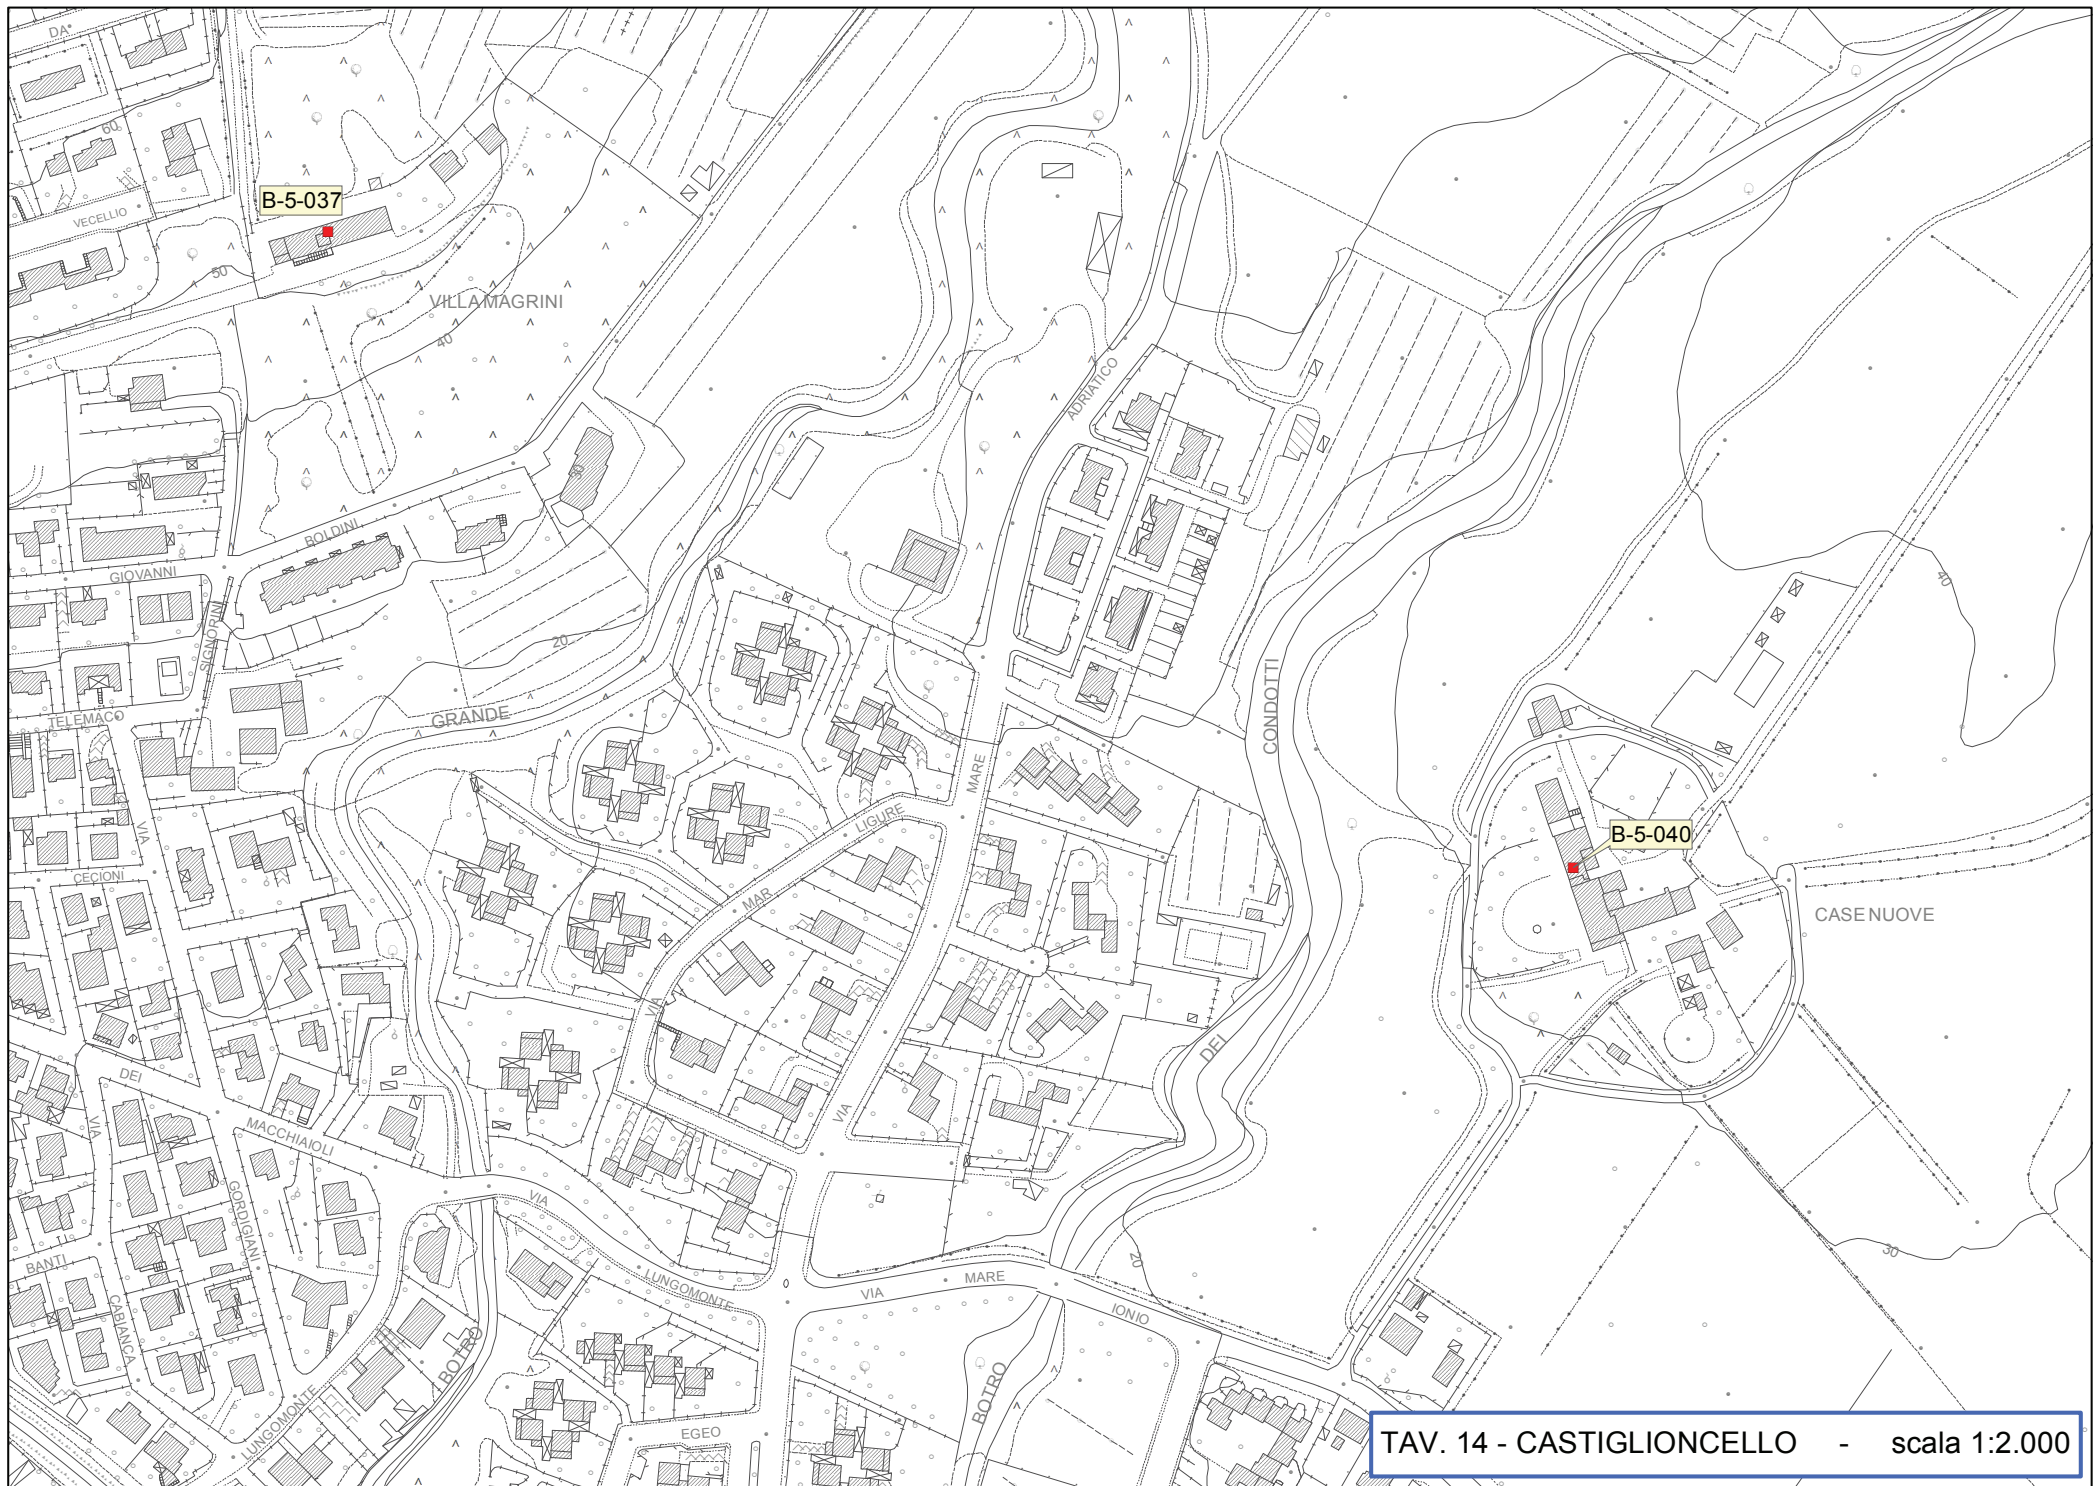 DA
60
B-5-037
VECELLIO
50
VILLA MAGRINI
40
ADRIATICO
30
BOLDINI
GIOVANNI
40
SIGNORINI
20
CONDOTTI
GRANDE
TELEMACO
MARE
LIGURE
VIA
B-5-040
CECIONI
MAR
CASE NUOVE
VIA
DEI
DEI
VIA
VIA
MACCHIAIOLI
VIA
GORDIGIANI
BANTI
20
30
LUNGOMONTE
MARE
VIA
IONIO
CABIANCA
BOTRO
BOTRO
LUNGOMONTE
EGEO
TAV. 14 - CASTIGLIONCELLO - scala 1:2.000